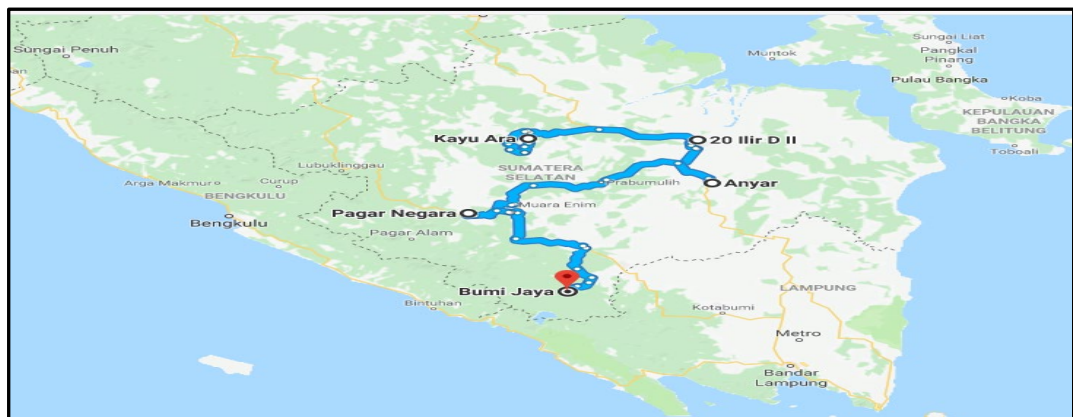 Sungai Liat
Sungai Penuh
Muntok
Pangkal
Pinang
Pulau Bangka
Koba
KEPULAUAN
BANGKA
BELITUNG
Kayu Ara
20 Ilir D II
Toboali
Lubuklinggau
SUMATERA
SELATAN
Arga Makmur
Curup
Prabumulih
Anyar
BENGKULU
Muara Enim
Pagar Negara
Bengkulu
Pagar Alam
Bumi Jaya
LAMPUNG
Bintuhan
Kotabumi
Metro
Bandar
Lampung